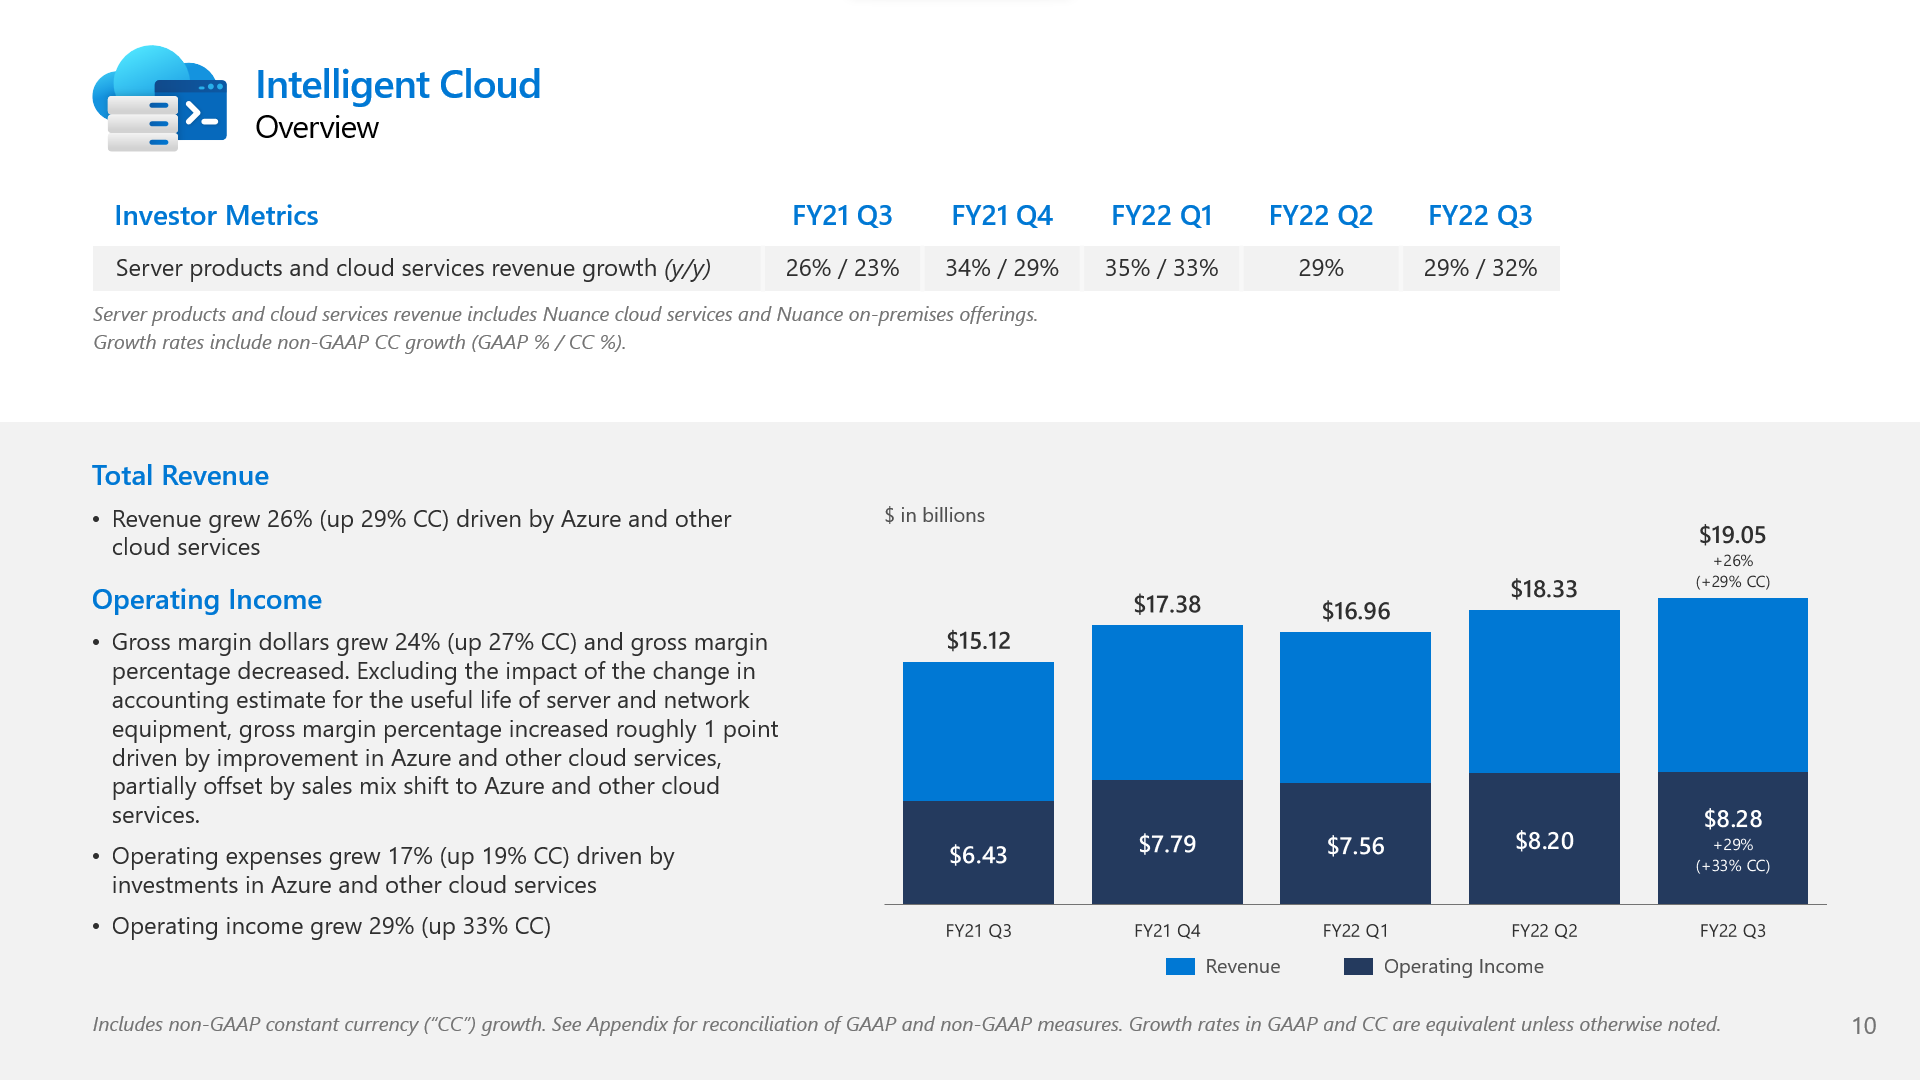 Intelligent Cloud
Overview
Investor Metrics FY21 Q3 FY21 Q4 FY22 Q1 FY22 Q2 FY22 Q3
Server products and cloud services revenue growth (y/y) 26% / 23% 34% / 29% 35% / 33% 29% 29% / 32%
Server products and cloud services revenue includes Nuance cloud services and Nuance on-premises offerings.
Growth rates include non-GAAP CC growth (GAAP % / CC %).
Total Revenue
• Revenue grew 26% (up 29% CC) driven by Azure and other
cloud services
Operating Income
• Gross margin dollars grew 24% (up 27% CC) and gross margin
percentage decreased. Excluding the impact of the change in
accounting estimate for the useful life of server and network
equipment, gross margin percentage increased roughly 1 point
driven by improvement in Azure and other cloud services,
partially offset by sales mix shift to Azure and other cloud
services.
• Operating expenses grew 17% (up 19% CC) driven by
investments in Azure and other cloud services
• Operating income grew 29% (up 33% CC)
$ in billions
$15.12
$17.38
$16.96
$18.33
$19.05
+26%
(+29% CC)
$6.43
$7.79
$7.56
$8.20
$8.28
+29%
(+33% CC)
FY21 Q3 FY21 Q4 FY22 Q1 FY22 Q2 FY22 Q3
Revenue Operating Income
Includes non-GAAP constant currency (“CC”) growth. See Appendix for reconciliation of GAAP and non-GAAP measures. Growth rates in GAAP and CC are equivalent unless otherwise noted.
10